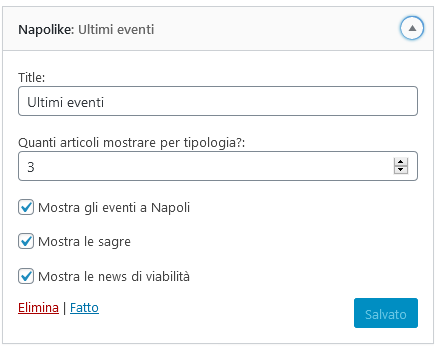 Napolike: Ultimi eventi
Title:
Ultimi eventi
Quanti articoli mostrare per tipologia?:
3
Mostra gli eventi a Napoli
Mostra le sagre
Mostra le news di viabilità
Elimina | Fatto
Salvato